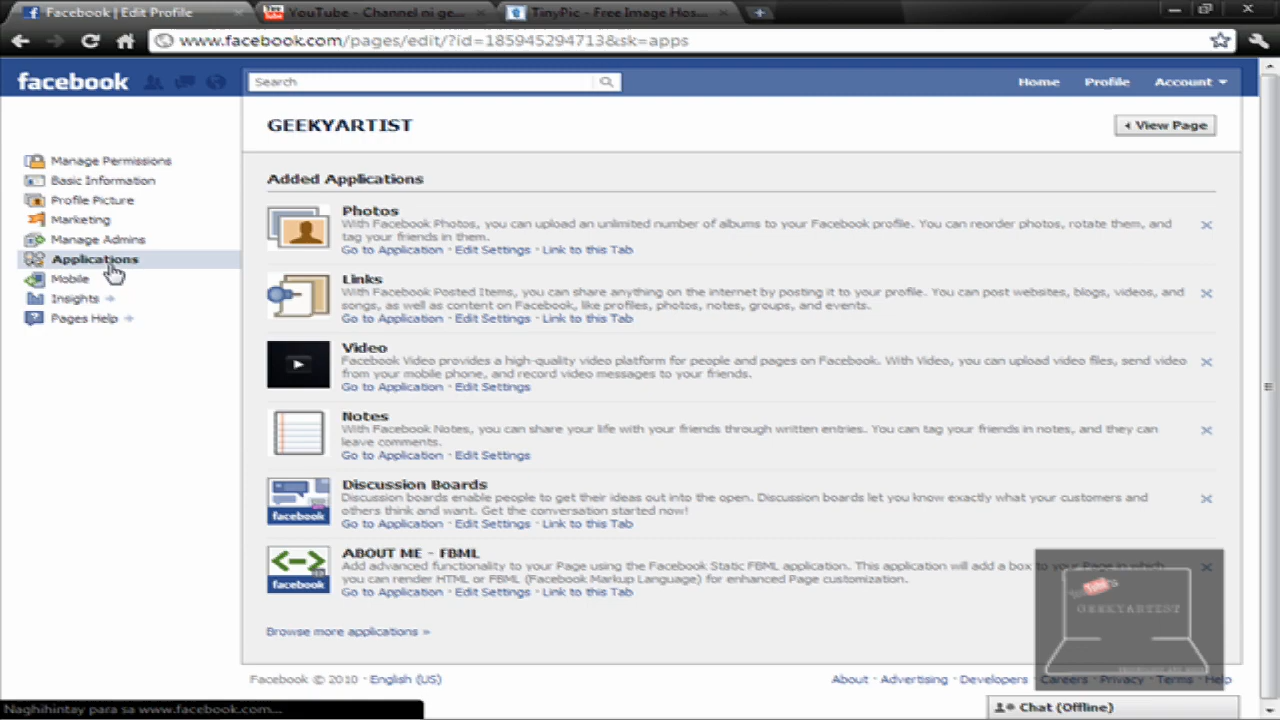 Facebook | Edit Profile
YouTube - Channel ni ge...
TinyPic - Free Image Hos...
www.facebook.com/pages/edit/?id=185945294713&sk=apps
facebook
Search
Home
Profile
Account
GEEKYARTIST
View Page
Manage Permissions
Basic Information
Profile Picture
Marketing
Manage Admins
Applications
Mobile
Insights
Pages Help
Added Applications
Photos
With Facebook Photos, you can upload an unlimited number of albums to your Facebook profile. You can reorder photos, rotate them, and
tag your friends in them.
Go to Application · Edit Settings · Link to this Tab
Links
With Facebook Posted Items, you can share anything on the internet by posting it to your profile. You can post websites, blogs, videos, and
songs, as well as content on Facebook, like profiles, photos, notes, groups, and events.
Go to Application · Edit Settings · Link to this Tab
Video
Facebook Video provides a high-quality video platform for people and pages on Facebook. With Video, you can upload video files, send video
from your mobile phone, and record video messages to your friends.
Go to Application · Edit Settings
Notes
With Facebook Notes, you can share your life with your friends through written entries. You can tag your friends in notes, and they can
leave comments.
Go to Application · Edit Settings
facebook
Discussion Boards
Discussion boards enable people to get their ideas out into the open. Discussion boards let you know exactly what your customers and
others think and want. Get the conversation started now!
Go to Application · Edit Settings · Link to this Tab
facebook
ABOUT ME - FBML
Add advanced functionality to your Page using the Facebook Static FBML application. This application will add a box to your Page in which
you can render HTML or FBML (Facebook Markup Language) for enhanced Page customization.
Go to Application · Edit Settings · Link to this Tab
GEEKYARTIST
Browse more applications »
Facebook © 2010 · English (US)
About · Advertising · Developers · Careers · Privacy · Terms · Help
Naghihintay para sa www.facebook.com...
Chat (Offline)